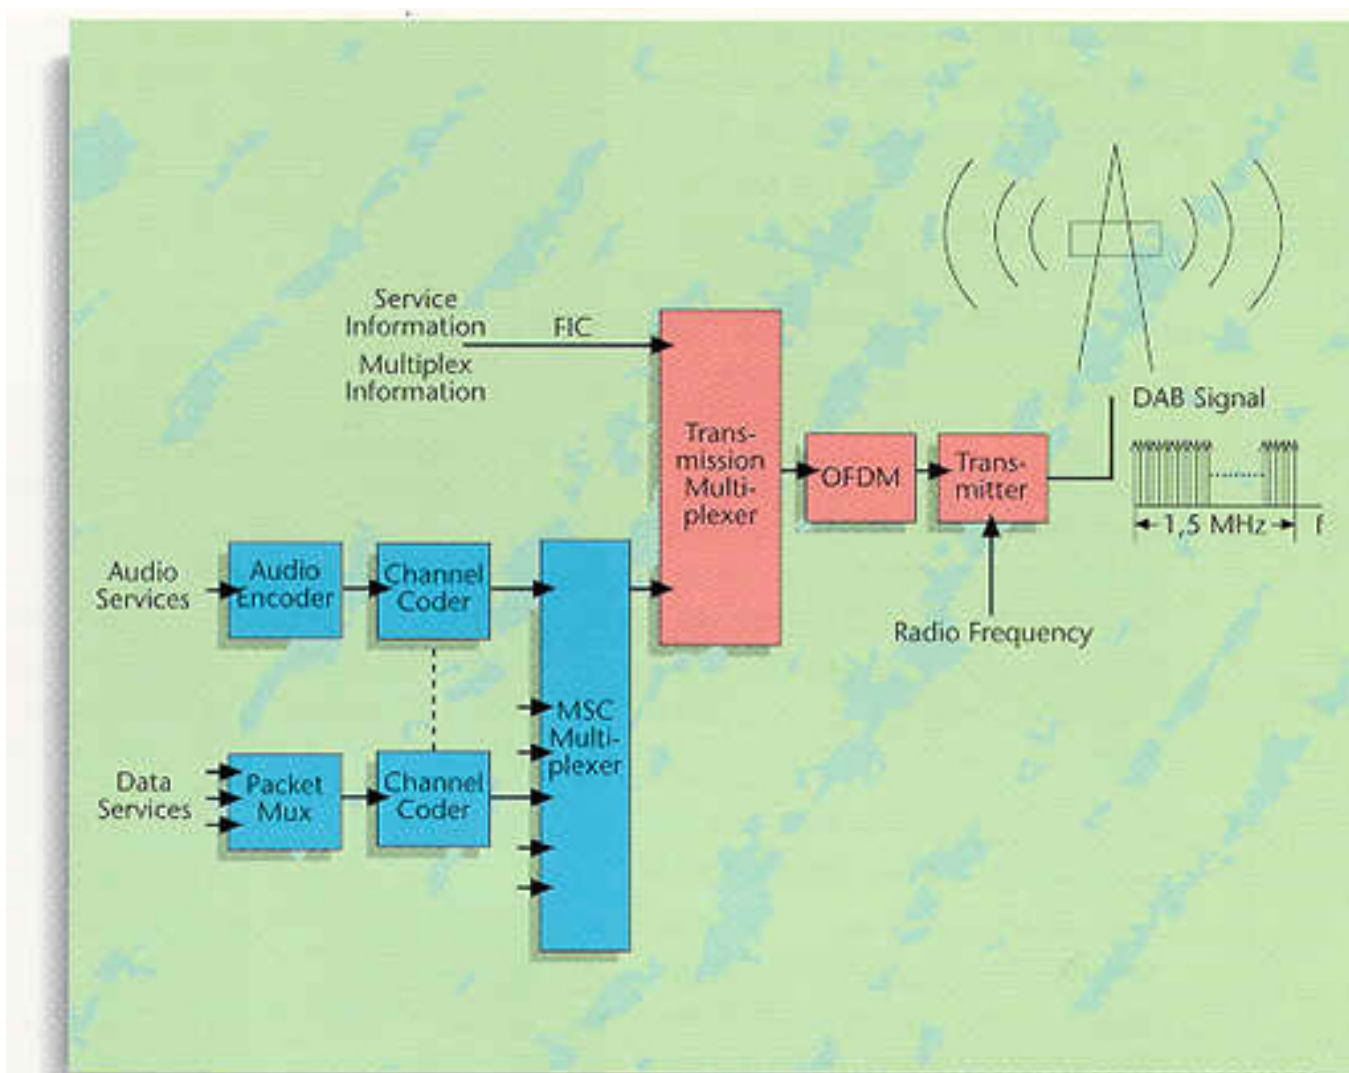 Service
Information
FIC
Multiplex
Information
DAB Signal
Trans-
mission
Multi-
plexer
OFDM
Trans-
mitter
1,5 MHz
f
Radio Frequency
Audio
Services
Audio
Encoder
Channel
Coder
MSC
Multi-
plexer
Data
Services
Packet
Mux
Channel
Coder